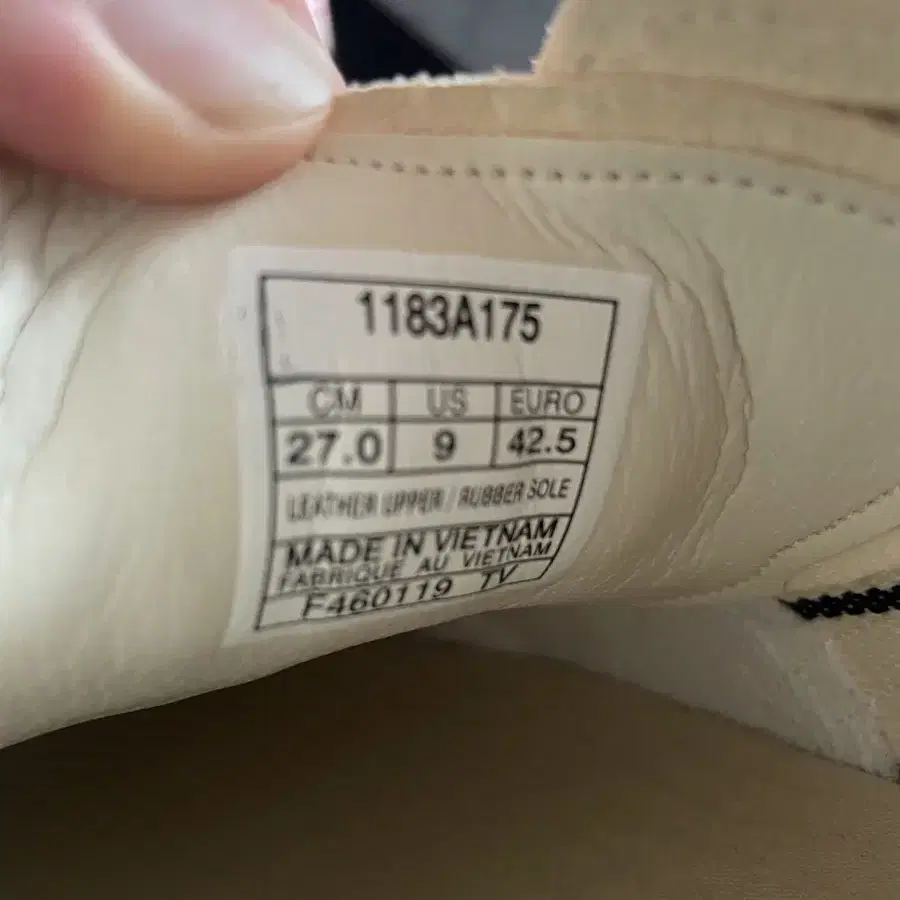 1183A175
CM US EURO
27.0 9 42.5
LEATHER UPPER / RUBBER SOLE
MADE IN VIETNAM
FABRIQUE AU VIETNAM
F460119 TV